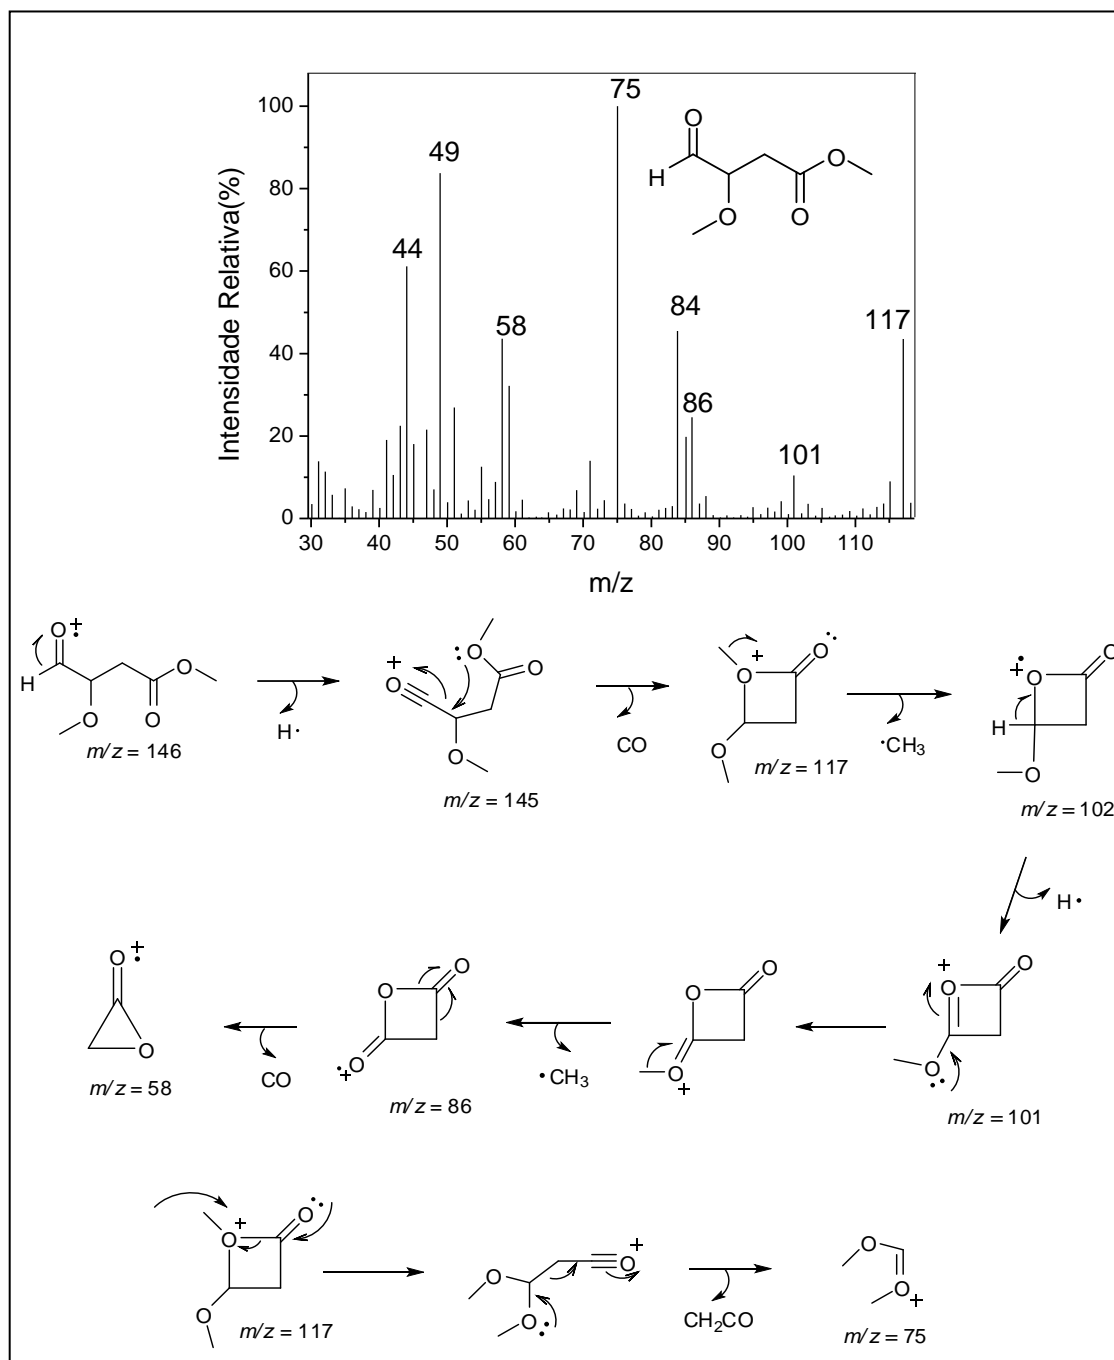 Intensidade Relativa(%)
100
80
60
40
20
0
30 40 50 60 70 80 90 100 110
m/z
44
49
58
75
84
86
101
117
O
H
O
O
O
O
H
O
O
O
m/z = 146
H·
O
O
O
O
m/z = 145
CO
O
O
O
m/z = 117
·CH3
O
O
H
O
m/z = 102
H·
O
O
m/z = 58
CO
O
O
O
m/z = 86
·CH3
O
O
O
O
O
O
m/z = 101
O
O
O
m/z = 117
O
O
O
CH2CO
O
O
m/z = 75